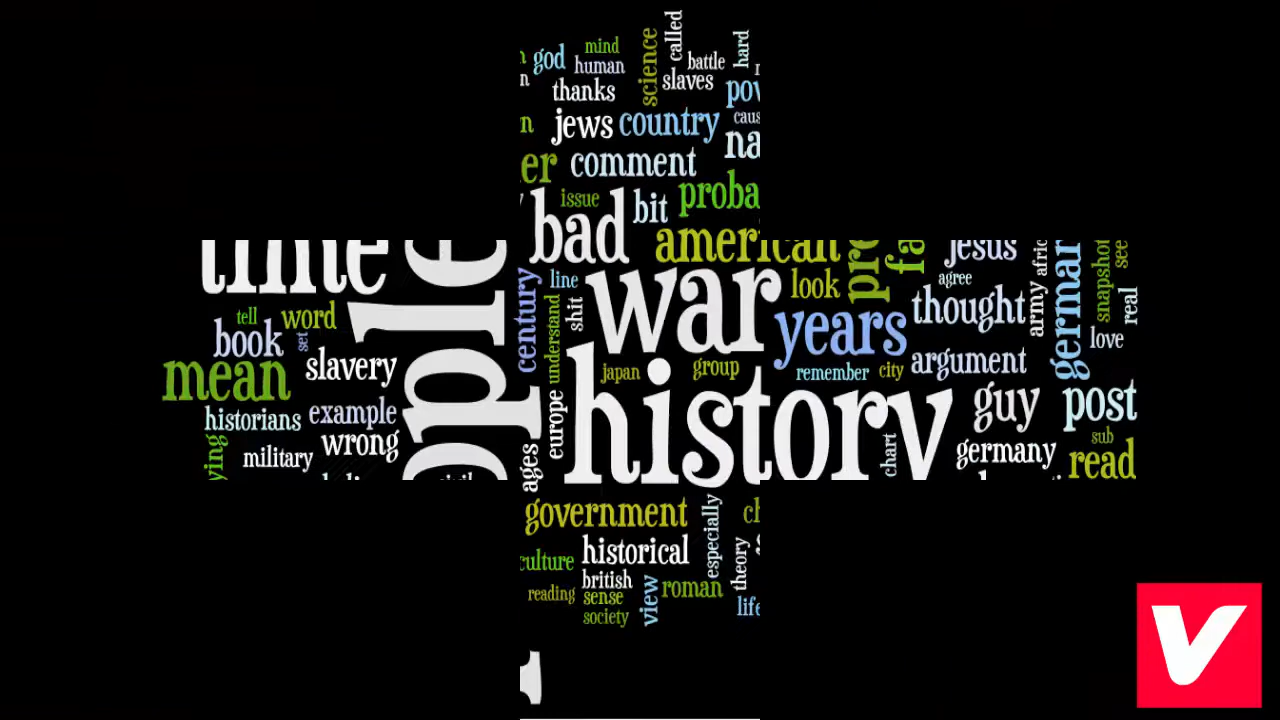 called
hard
science
mind
god
human
battle
slaves
thanks
jews
country
comment
issue
bad
bit
american
time
jesus
agree
see
line
century
war
look
thought
army
real
tell
word
understand
shit
years
book
set
love
slavery
japan
group
remember
city
argument
mean
history
guy
post
historians
example
europe
wrong
chart
germany
sub
military
ages
read
government
especially
historical
culture
theory
british
view
roman
reading
sense
life
society
V